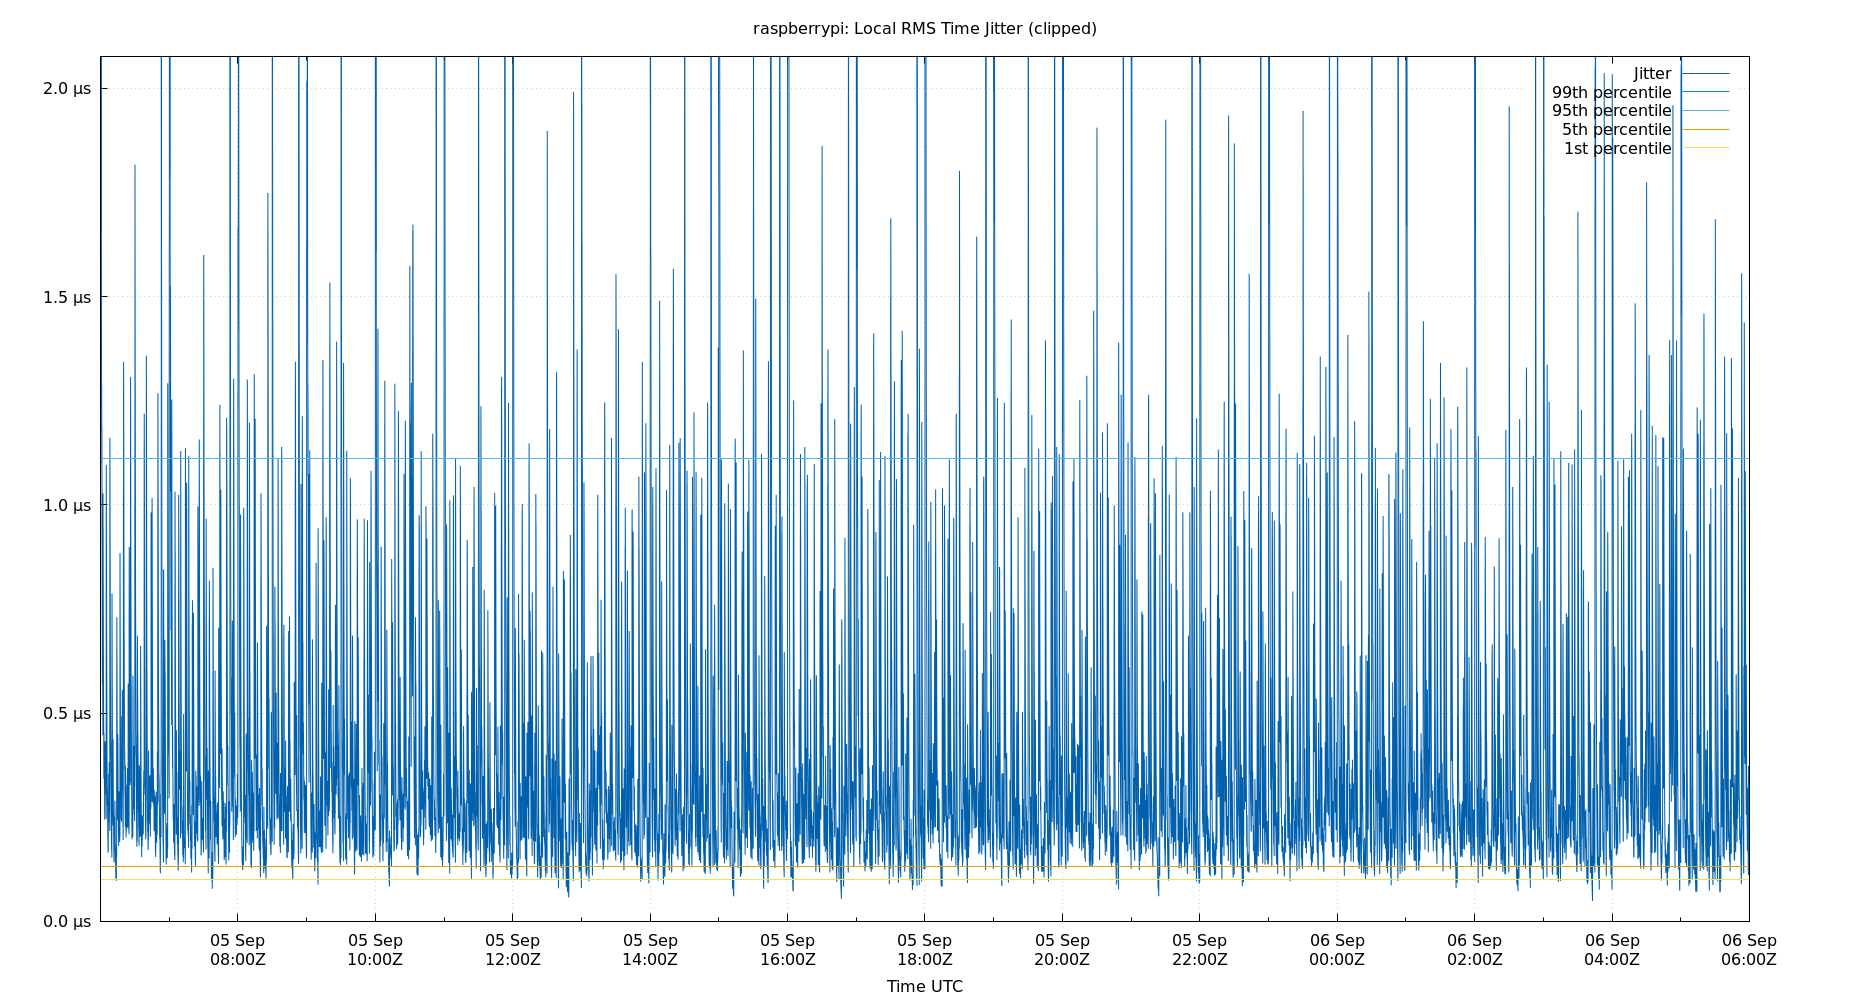 raspberrypi: Local RMS Time Jitter (clipped)
Jitter
99th percentile
95th percentile
5th percentile
1st percentile
2.0 µs
1.5 µs
1.0 µs
0.5 µs
0.0 µs
05 Sep 05 Sep 05 Sep 05 Sep 05 Sep 05 Sep 05 Sep 05 Sep 06 Sep 06 Sep 06 Sep 06 Sep
08:00Z 10:00Z 12:00Z 14:00Z 16:00Z 18:00Z 20:00Z 22:00Z 00:00Z 02:00Z 04:00Z 06:00Z
Time UTC